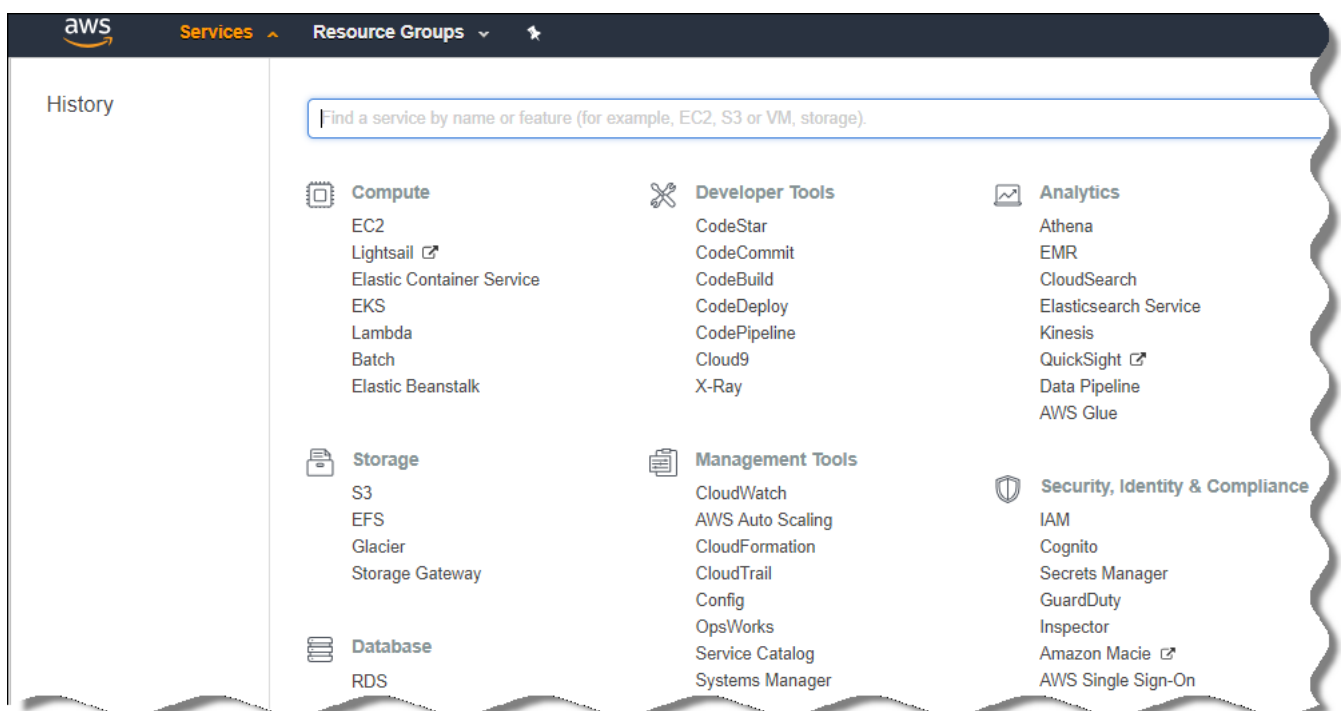 aws Services Resource Groups
History
Find a service by name or feature (for example, EC2, S3 or VM, storage).
Compute
EC2
Lightsail
Elastic Container Service
EKS
Lambda
Batch
Elastic Beanstalk
Storage
S3
EFS
Glacier
Storage Gateway
Database
RDS
Developer Tools
CodeStar
CodeCommit
CodeBuild
CodeDeploy
CodePipeline
Cloud9
X-Ray
Management Tools
CloudWatch
AWS Auto Scaling
CloudFormation
CloudTrail
Config
OpsWorks
Service Catalog
Systems Manager
Analytics
Athena
EMR
CloudSearch
Elasticsearch Service
Kinesis
QuickSight
Data Pipeline
AWS Glue
Security, Identity & Compliance
IAM
Cognito
Secrets Manager
GuardDuty
Inspector
Amazon Macie
AWS Single Sign-On